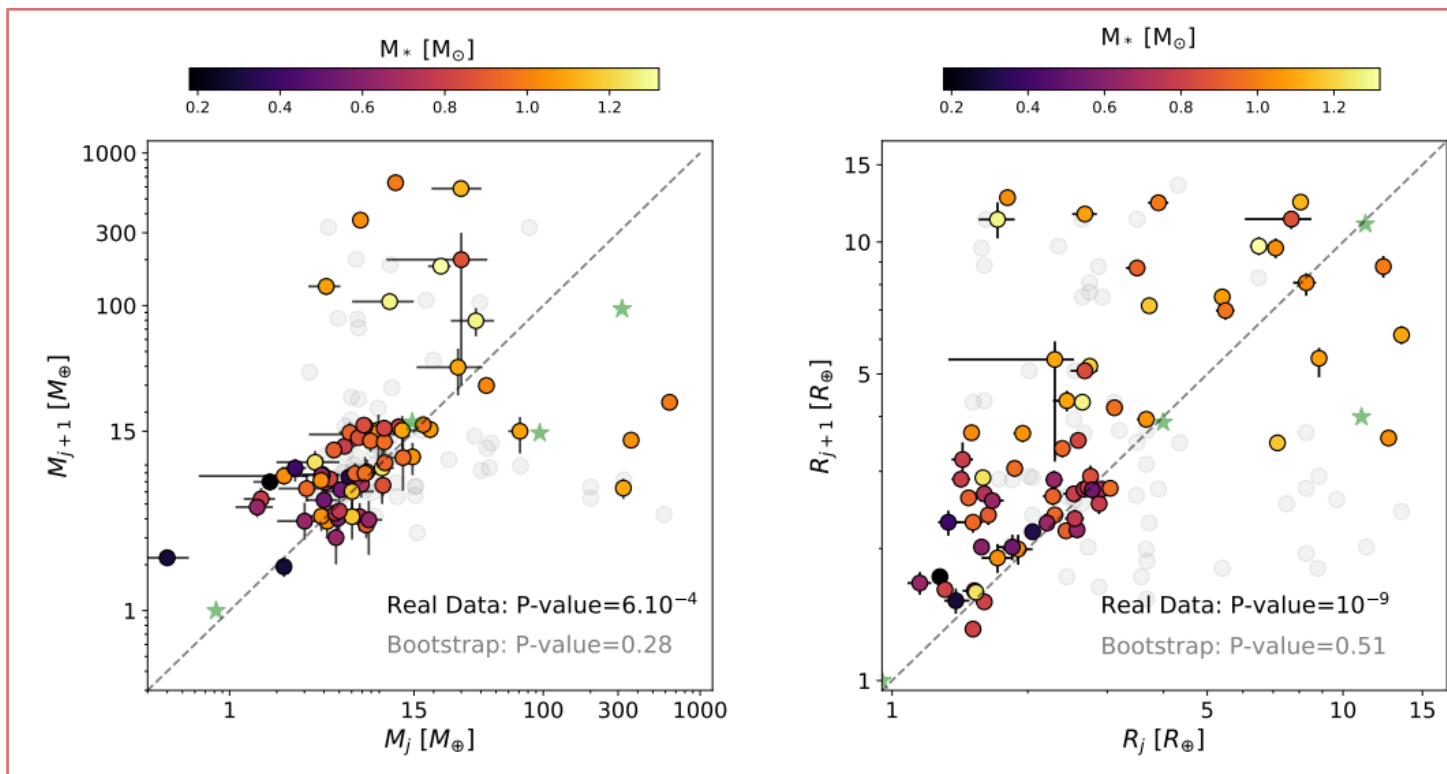 M* [M⊙]
0.2 0.4 0.6 0.8 1.0 1.2
1000
300
100
15
1
M_{j+1} [M⊕]
Real Data: P-value=6.10⁻⁴
Bootstrap: P-value=0.28
1 15 100 300 1000
M_j [M⊕]
M* [M⊙]
0.2 0.4 0.6 0.8 1.0 1.2
15
10
5
1
R_{j+1} [R⊕]
Real Data: P-value=10⁻⁹
Bootstrap: P-value=0.51
1 5 10 15
R_j [R⊕]